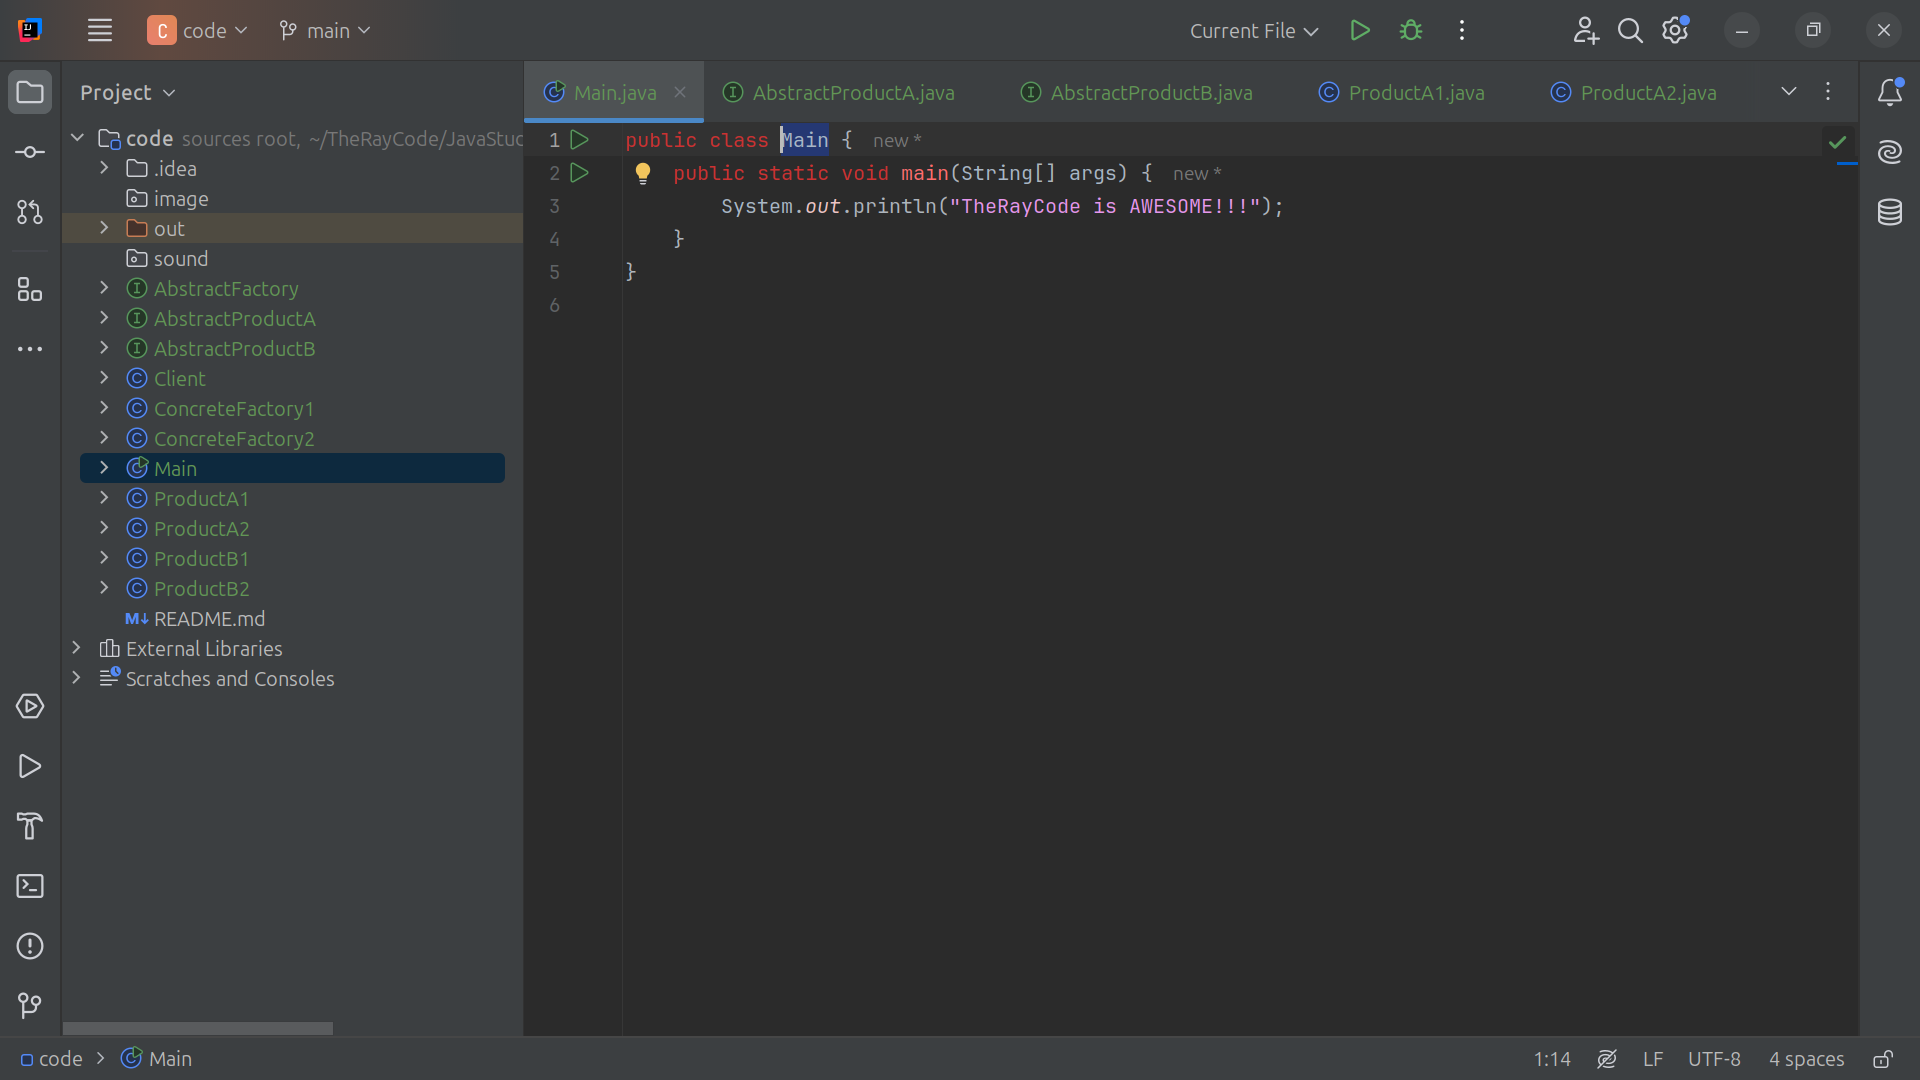 code
main
Current File
Project
Main.java
AbstractProductA.java
AbstractProductB.java
ProductA1.java
ProductA2.java
code sources root, ~/TheRayCode/JavaStuc
.idea
image
out
sound
AbstractFactory
AbstractProductA
AbstractProductB
Client
ConcreteFactory1
ConcreteFactory2
Main
ProductA1
ProductA2
ProductB1
ProductB2
README.md
External Libraries
Scratches and Consoles
1 public class Main { new *
2 public static void main(String[] args) { new *
3 System.out.println("TheRayCode is AWESOME!!!");
4 }
5 }
6
code > Main
1:14
LF
UTF-8
4 spaces